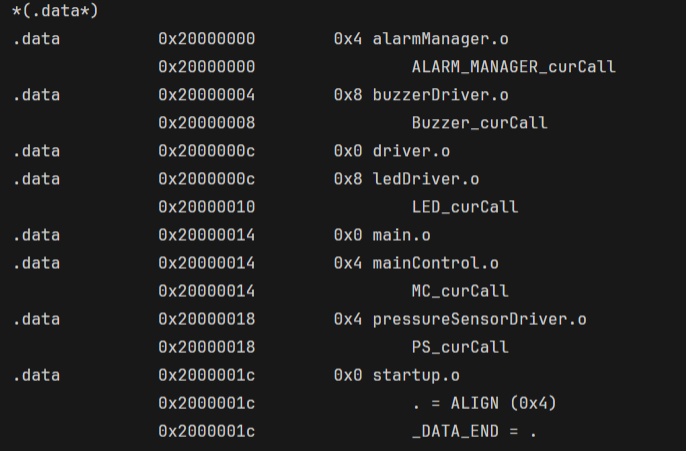 *(.data*)
.data 0x20000000 0x4 alarmManager.o
0x20000000 ALARM_MANAGER_curCall
.data 0x20000004 0x8 buzzerDriver.o
0x20000008 Buzzer_curCall
.data 0x2000000c 0x0 driver.o
.data 0x2000000c 0x8 ledDriver.o
0x20000010 LED_curCall
.data 0x20000014 0x0 main.o
.data 0x20000014 0x4 mainControl.o
0x20000014 MC_curCall
.data 0x20000018 0x4 pressureSensorDriver.o
0x20000018 PS_curCall
.data 0x2000001c 0x0 startup.o
0x2000001c . = ALIGN (0x4)
0x2000001c _DATA_END = .